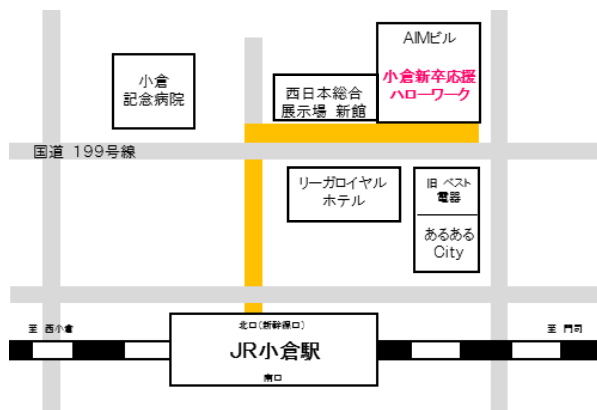 AIMビル
小倉新卒応援
ハローワーク
小倉
記念病院
西日本総合
展示場 新館
国道 199号線
リーガロイヤル
ホテル
旧 ベスト
電器
あるある
City
至 西小倉
北口(新幹線口)
至 門司
JR小倉駅
南口